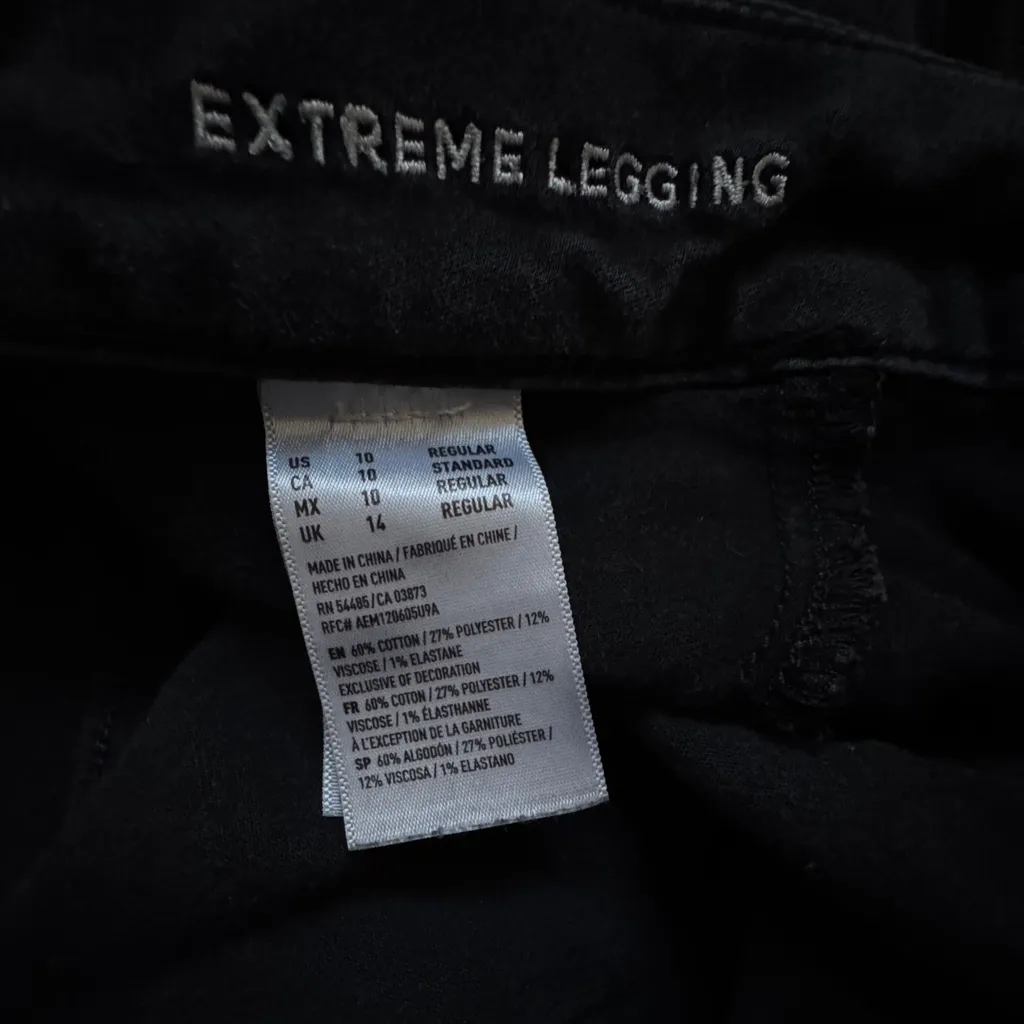 EXTREME LEGGING
US 10 REGULAR
CA 10 STANDARD
MX 10 REGULAR
UK 14 REGULAR
MADE IN CHINA / FABRIQUÉ EN CHINE /
HECHO EN CHINA
RN 54485/CA 03873
RFC# AEM120605U9A
EN 60% COTTON / 27% POLYESTER / 12%
VISCOSE / 1% ELASTANE
EXCLUSIVE OF DECORATION
FR 60% COTON / 27% POLYESTER / 12%
VISCOSE / 1% ÉLASTHANNE
À L'EXCEPTION DE LA GARNITURE
SP 60% ALGODÓN / 27% POLIÉSTER /
12% VISCOSA / 1% ELASTANO